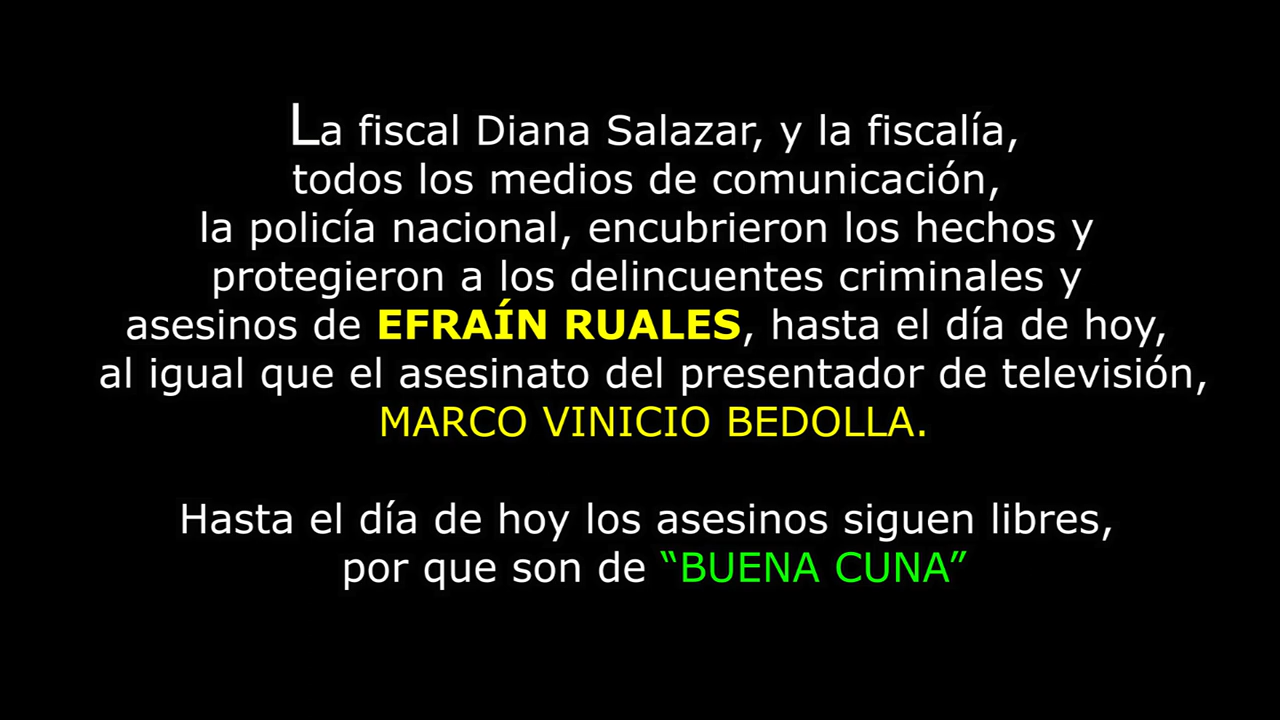 La fiscal Diana Salazar, y la fiscalía,
todos los medios de comunicación,
la policía nacional, encubrieron los hechos y
protegieron a los delincuentes criminales y
asesinos de EFRAÍN RUALES, hasta el día de hoy,
al igual que el asesinato del presentador de televisión,
MARCO VINICIO BEDOLLA.
Hasta el día de hoy los asesinos siguen libres,
por que son de “BUENA CUNA”